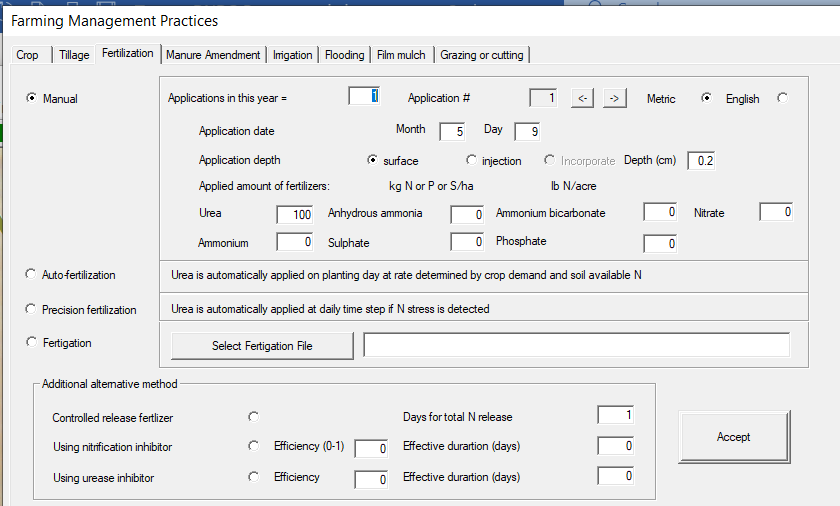 Farming Management Practices
Crop Tillage Fertilization Manure Amendment Irrigation Flooding Film mulch Grazing or cutting
Manual Applications in this year = 1 Application # 1 <- -> Metric English
Application date Month 5 Day 9
Application depth surface injection Incorporate Depth (cm) 0.2
Applied amount of fertilizers: kg N or P or S/ha lb N/acre
Urea 100 Anhydrous ammonia 0 Ammonium bicarbonate 0 Nitrate 0
Ammonium 0 Sulphate 0 Phosphate 0
Auto-fertilization Urea is automatically applied on planting day at rate determined by crop demand and soil available N
Precision fertilization Urea is automatically applied at daily time step if N stress is detected
Fertigation Select Fertigation File
Additional alternative method
Controlled release fertlizer Days for total N release 1
Using nitrification inhibitor Efficiency (0-1) 0 Effective duration (days) 0
Using urease inhibitor Efficiency 0 Effective duration (days) 0
Accept